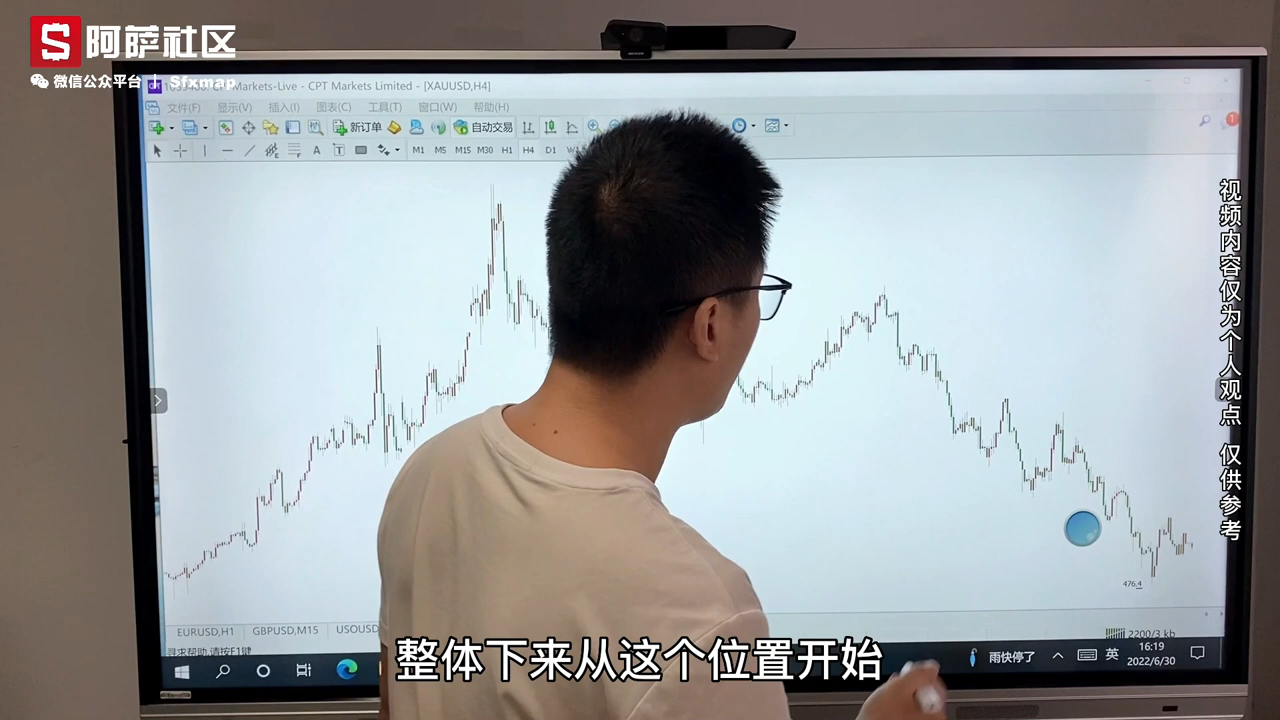 阿萨社区
微信公众平台 | Sfxmap
Markets-Live - CPT Markets Limited - [XAUUSD,H4]
文件(F) 显示(V) 插入(I) 图表(C) 工具(T) 窗口(W) 帮助(H)
新订单 自动交易
1
A T M1 M5 M15 M30 H1 H4 D1
视频内容仅为个人观点 仅供参考
476.4
EURUSD,H1 GBPUSD,M15 USOUSD
2200/3 kb
寻求帮助,请按F1键
整体下来从这个位置开始
雨快停了 英 16:19
2022/6/30